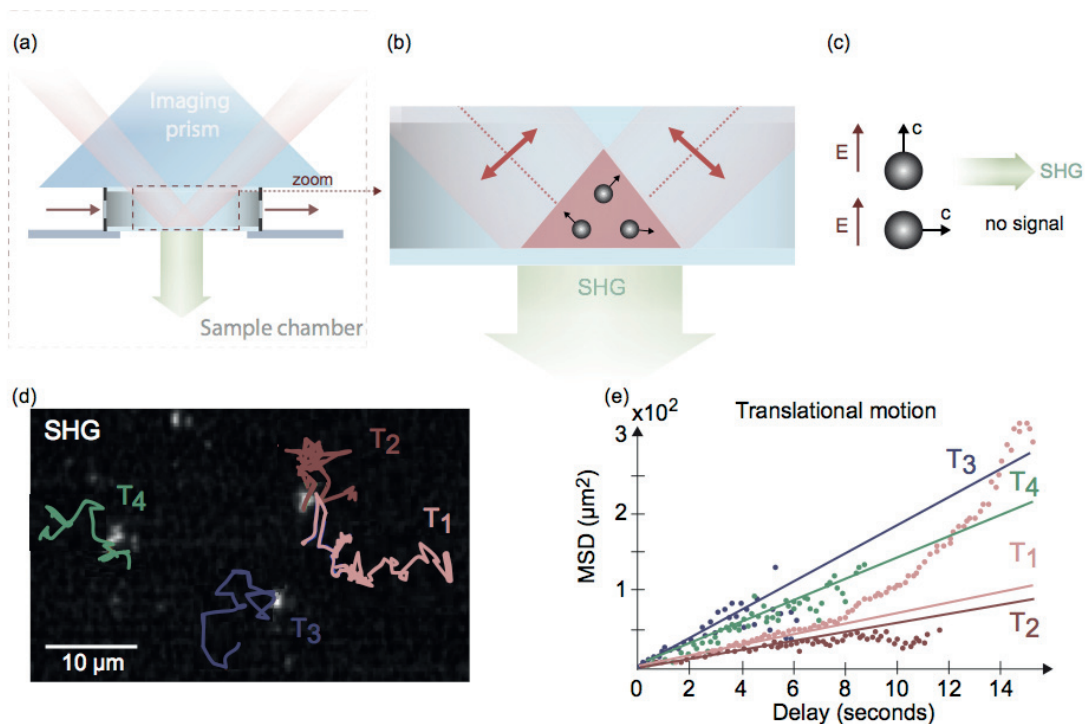 (a)
Imaging
prism
zoom
Sample chamber
(b)
SHG
(c)
E
c
SHG
E
c
no signal
(d)
SHG
T2
T1
T4
T3
10 µm
(e)
x10²
Translational motion
3
2
1
0
MSD (µm²)
T3
T4
T1
T2
0 2 4 6 8 10 12 14
Delay (seconds)